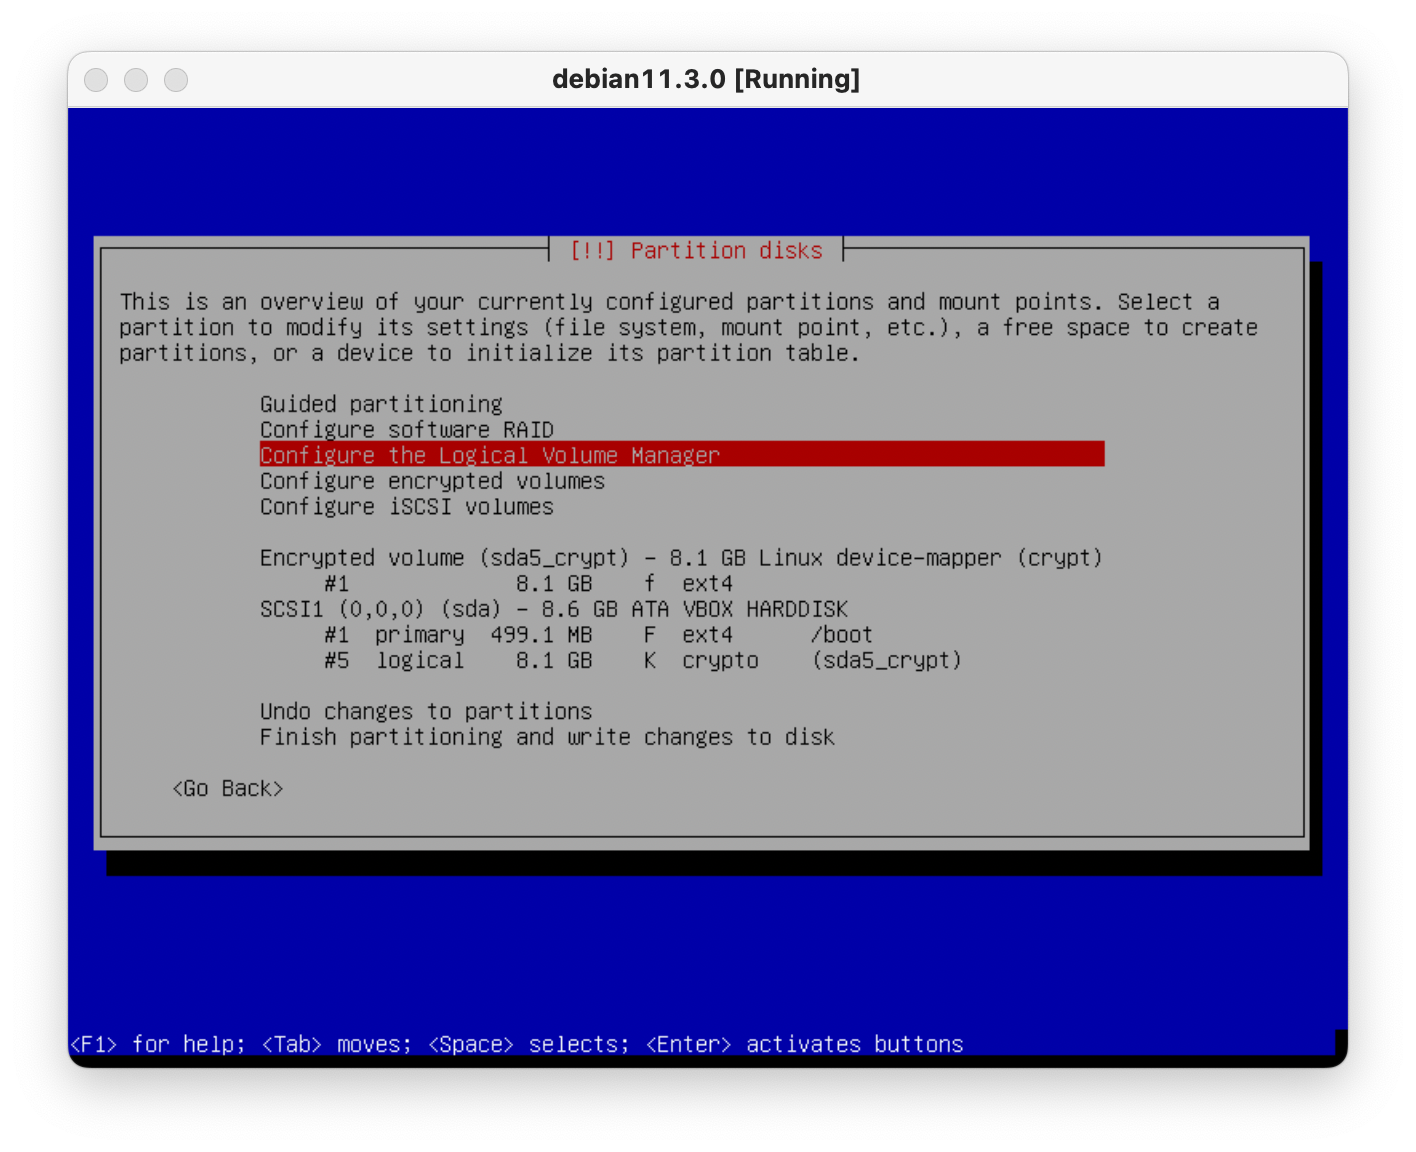 debian11.3.0 [Running]
[!!] Partition disks
This is an overview of your currently configured partitions and mount points. Select a
partition to modify its settings (file system, mount point, etc.), a free space to create
partitions, or a device to initialize its partition table.
Guided partitioning
Configure software RAID
Configure the Logical Volume Manager
Configure encrypted volumes
Configure iSCSI volumes
Encrypted volume (sda5_crypt) - 8.1 GB Linux device-mapper (crypt)
#1 8.1 GB f ext4
SCSI1 (0,0,0) (sda) - 8.6 GB ATA VBOX HARDDISK
#1 primary 499.1 MB F ext4 /boot
#5 logical 8.1 GB K crypto (sda5_crypt)
Undo changes to partitions
Finish partitioning and write changes to disk
<Go Back>
<F1> for help; <Tab> moves; <Space> selects; <Enter> activates buttons